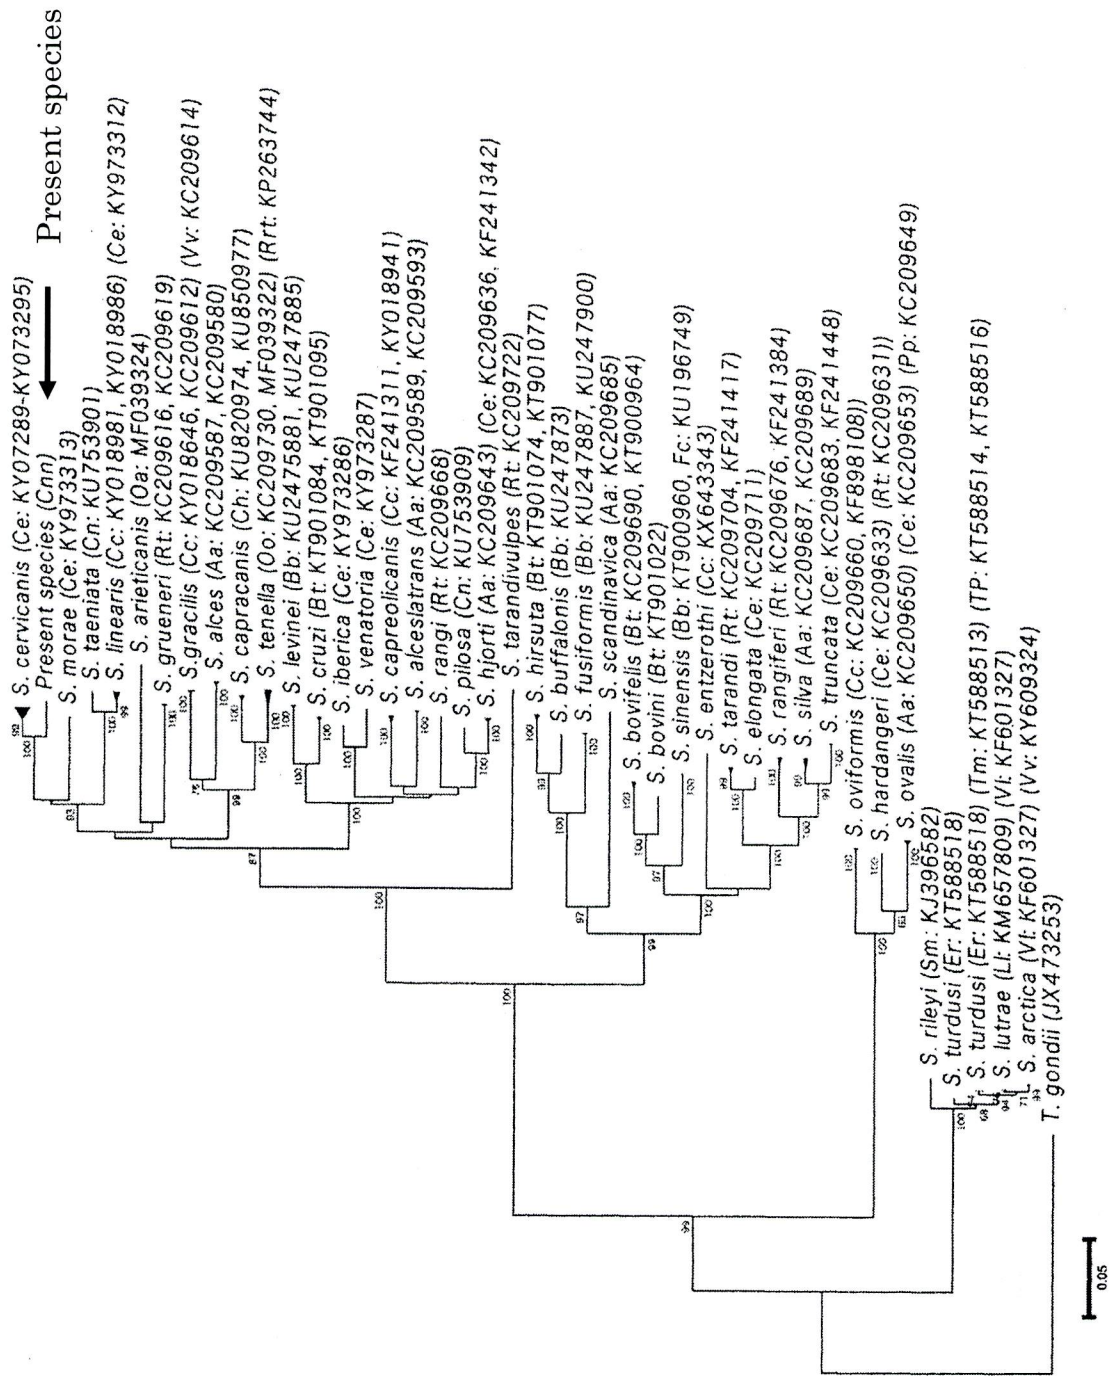 Present species
S. cervicanis (Ce: KY07289-KY073295)
Present species (Cnn)
S. morae (Ce: KY973313)
S. taeniata (Cn: KU753901)
S. linearis (Cc: KY018981, KY018986) (Ce: KY973312)
S. arieticanis (Oa: MF039324)
S. grueneri (Rt: KC209616, KC209619)
S. gracilis (Cc: KY018646, KC209612) (Vv: KC209614)
S. alces (Aa: KC209587, KC209580)
S. capracanis (Ch: KU820974, KU850977)
S. tenella (Oo: KC209730, MF039322) (Rrt: KP263744)
S. levinei (Bb: KU2475881, KU247885)
S. cruzi (Bt: KT901084, KT901095)
S. iberica (Ce: KY973286)
S. venatoria (Ce: KY973287)
S. capreolicanis (Cc: KF241311, KY018941)
S. alceslatrans (Aa: KC209589, KC209593)
S. rangi (Rt: KC209668)
S. pilosa (Cn: KU753909)
S. hjorti (Aa: KC209643) (Ce: KC209636, KF241342)
S. tarandivulpes (Rt: KC209722)
S. hirsuta (Bt: KT901074, KT901077)
S. buffalonis (Bb: KU247873)
S. fusiformis (Bb: KU247887, KU247900)
S. scandinavica (Aa: KC209685)
S. bovifelis (Bt: KC209690, KT900964)
S. bovini (Bt: KT901022)
S. sinensis (Bb: KT900960, Fc: KU196749)
S. entzerothi (Cc: KX643343)
S. tarandi (Rt: KC209704, KF241417)
S. elongata (Ce: KC209711)
S. rangiferi (Rt: KC209676, KF241384)
S. silva (Aa: KC209687, KC209689)
S. truncata (Ce: KC209683, KF241448)
S. oviformis (Cc: KC209660, KF898108))
S. hardangeri (Ce: KC209633) (Rt: KC209631))
S. ovalis (Aa: KC209650) (Ce: KC209653) (Pp: KC209649)
S. rileyi (Sm: KJ396582)
S. turdusi (Er: KT588518)
S. turdusi (Er: KT588518) (Tm: KT588513) (TP: KT588514, KT588516)
S. lutrae (Ll: KM657809) (Vl: KF601327)
S. arctica (Vl: KF601327) (Vv: KY609324)
T. gondii (JX473253)
0.05